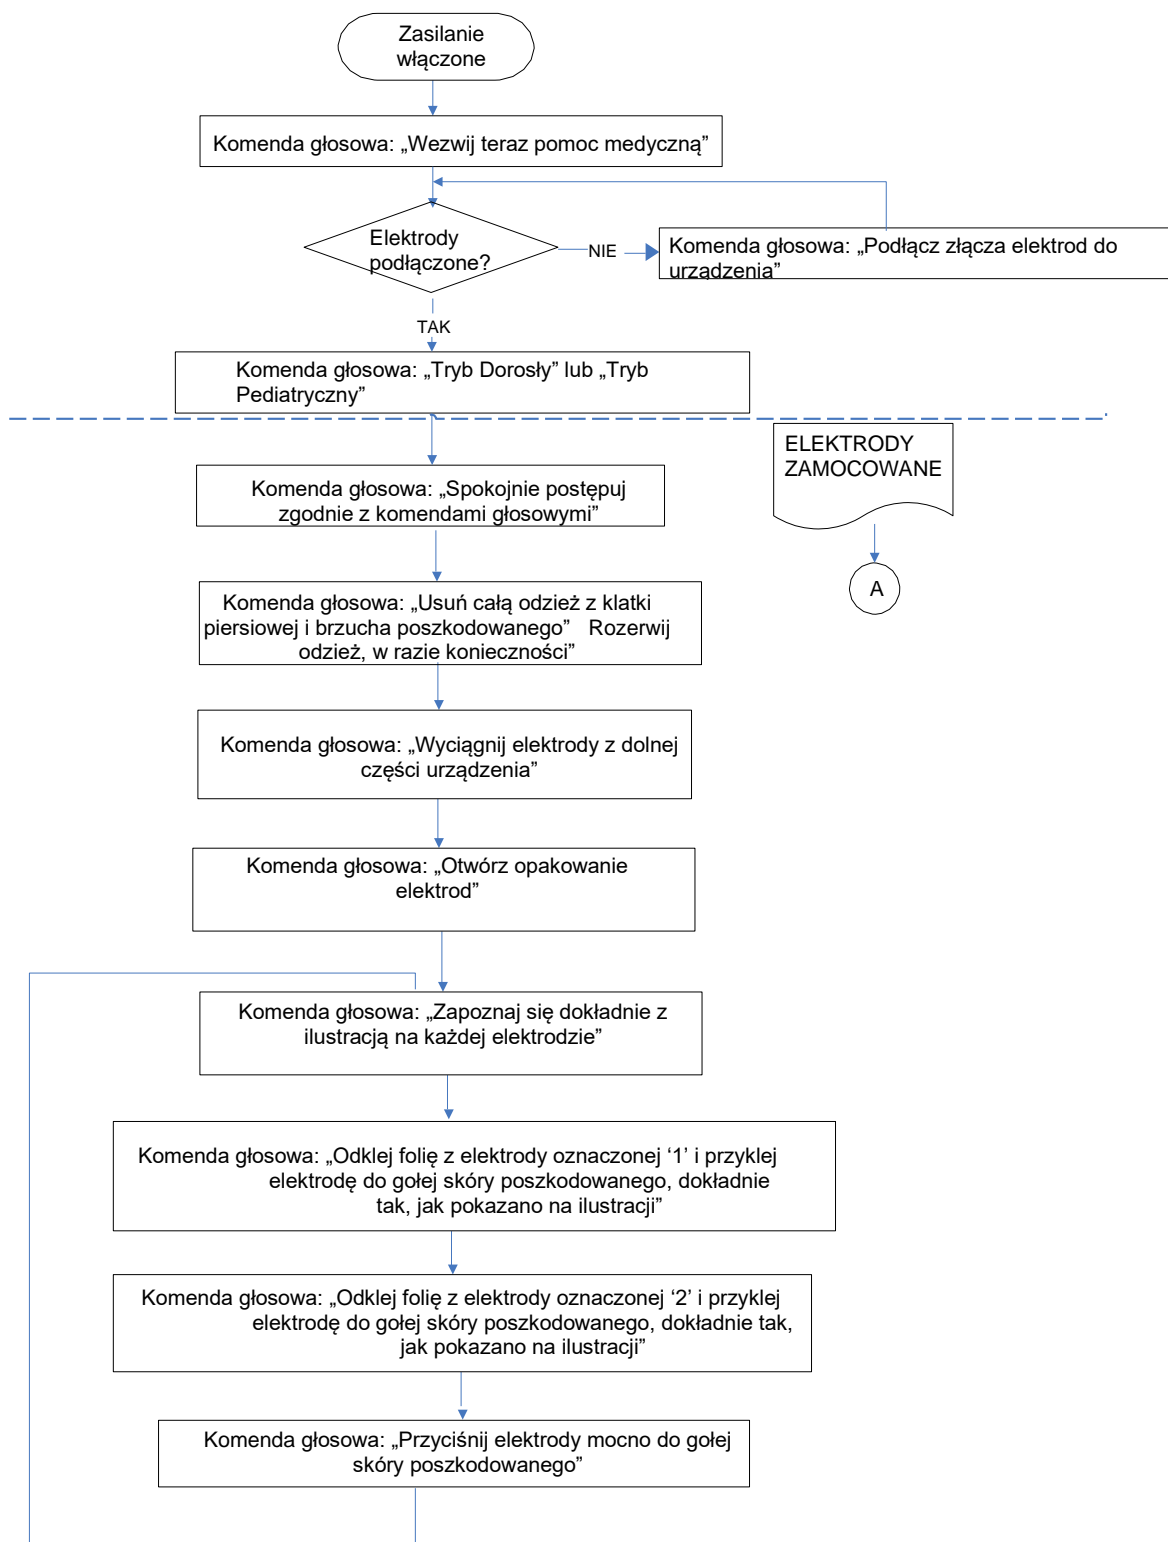 Zasilanie
włączone
Komenda głosowa: „Wezwij teraz pomoc medyczną”
Elektrody
podłączone?
NIE
Komenda głosowa: „Podłącz złącza elektrod do
urządzenia”
TAK
Komenda głosowa: „Tryb Dorosły” lub „Tryb
Pediatryczny”
ELEKTRODY
ZAMOCOWANE
A
Komenda głosowa: „Spokojnie postępuj
zgodnie z komendami głosowymi”
Komenda głosowa: „Usuń całą odzież z klatki
piersiowej i brzucha poszkodowanego” Rozerwij
odzież, w razie konieczności”
Komenda głosowa: „Wyciągnij elektrody z dolnej
części urządzenia”
Komenda głosowa: „Otwórz opakowanie
elektrod”
Komenda głosowa: „Zapoznaj się dokładnie z
ilustracją na każdej elektrodzie”
Komenda głosowa: „Odklej folię z elektrody oznaczonej ‘1’ i przyklej
elektrodę do gołej skóry poszkodowanego, dokładnie
tak, jak pokazano na ilustracji”
Komenda głosowa: „Odklej folię z elektrody oznaczonej ‘2’ i przyklej
elektrodę do gołej skóry poszkodowanego, dokładnie tak,
jak pokazano na ilustracji”
Komenda głosowa: „Przyciśnij elektrody mocno do gołej
skóry poszkodowanego”